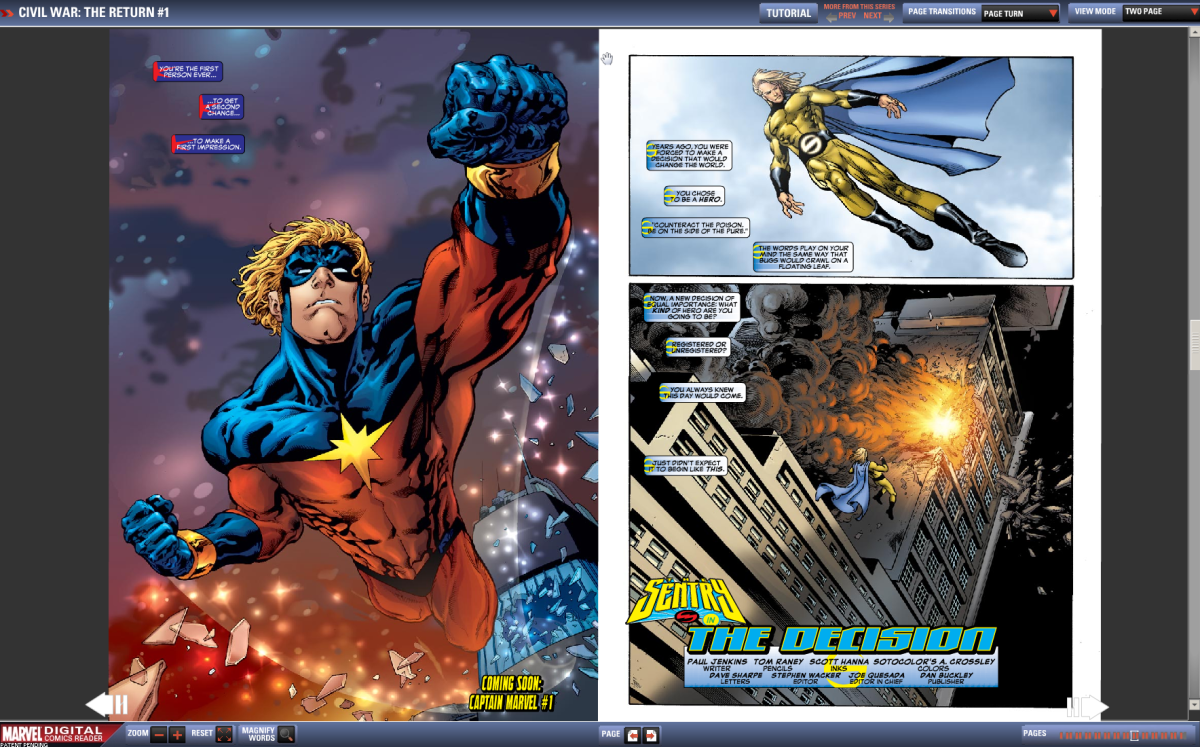 CIVIL WAR: THE RETURN #1
TUTORIAL
MORE FROM THIS SERIES
PREV NEXT
PAGE TRANSITIONS
PAGE TURN
VIEW MODE
TWO PAGE
YOU'RE THE FIRST
PERSON EVER...
...TO GET
A SECOND
CHANCE...
...TO MAKE A
FIRST IMPRESSION.
COMING SOON:
CAPTAIN MARVEL #1
YEARS AGO, YOU WERE
FORCED TO MAKE A
DECISION THAT WOULD
CHANGE THE WORLD.
YOU CHOSE
TO BE A HERO.
"COUNTERACT THE POISON.
BE ON THE SIDE OF THE PURE."
THE WORDS PLAY ON YOUR
MIND THE SAME WAY THAT
BUGS WOULD CRAWL ON A
FLOATING LEAF.
NOW, A NEW DECISION OF
EQUAL IMPORTANCE: WHAT
KIND OF HERO ARE YOU
GOING TO BE?
REGISTERED OR
UNREGISTERED?
YOU ALWAYS KNEW
THIS DAY WOULD COME.
JUST DIDN'T EXPECT
IT TO BEGIN LIKE THIS.
SENTRY
IN
THE DECISION
PAUL JENKINS TOM RANEY SCOTT HANNA SOTOCOLOR'S A. CROSSLEY
WRITER PENCILS INKS COLORS
DAVE SHARPE STEPHEN WACKER JOE QUESADA DAN BUCKLEY
LETTERS EDITOR EDITOR IN CHIEF PUBLISHER
MARVEL DIGITAL
COMICS READER
PATENT PENDING
ZOOM
RESET
MAGNIFY
WORDS
PAGE
PAGES